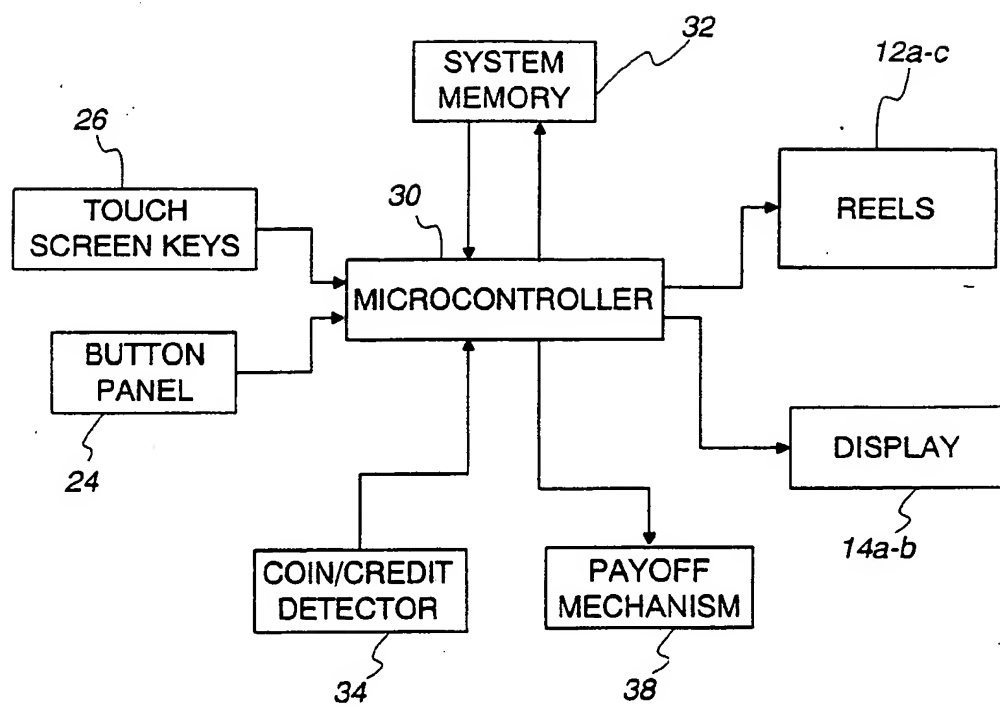 32
SYSTEM
MEMORY
12a-c
REELS
26
TOUCH
SCREEN KEYS
30
MICROCONTROLLER
BUTTON
PANEL
24
DISPLAY
14a-b
COIN/CREDIT
DETECTOR
34
PAYOFF
MECHANISM
38